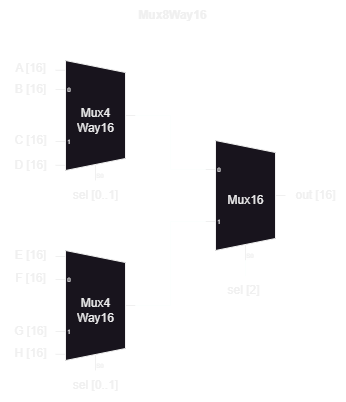 Mux8Way16
A [16]
B [16]
0
Mux4
Way16
C [16]
1
D [16]
sel [0..1]
0
Mux16
out [16]
1
sel [2]
E [16]
F [16]
0
Mux4
Way16
G [16]
1
H [16]
sel [0..1]